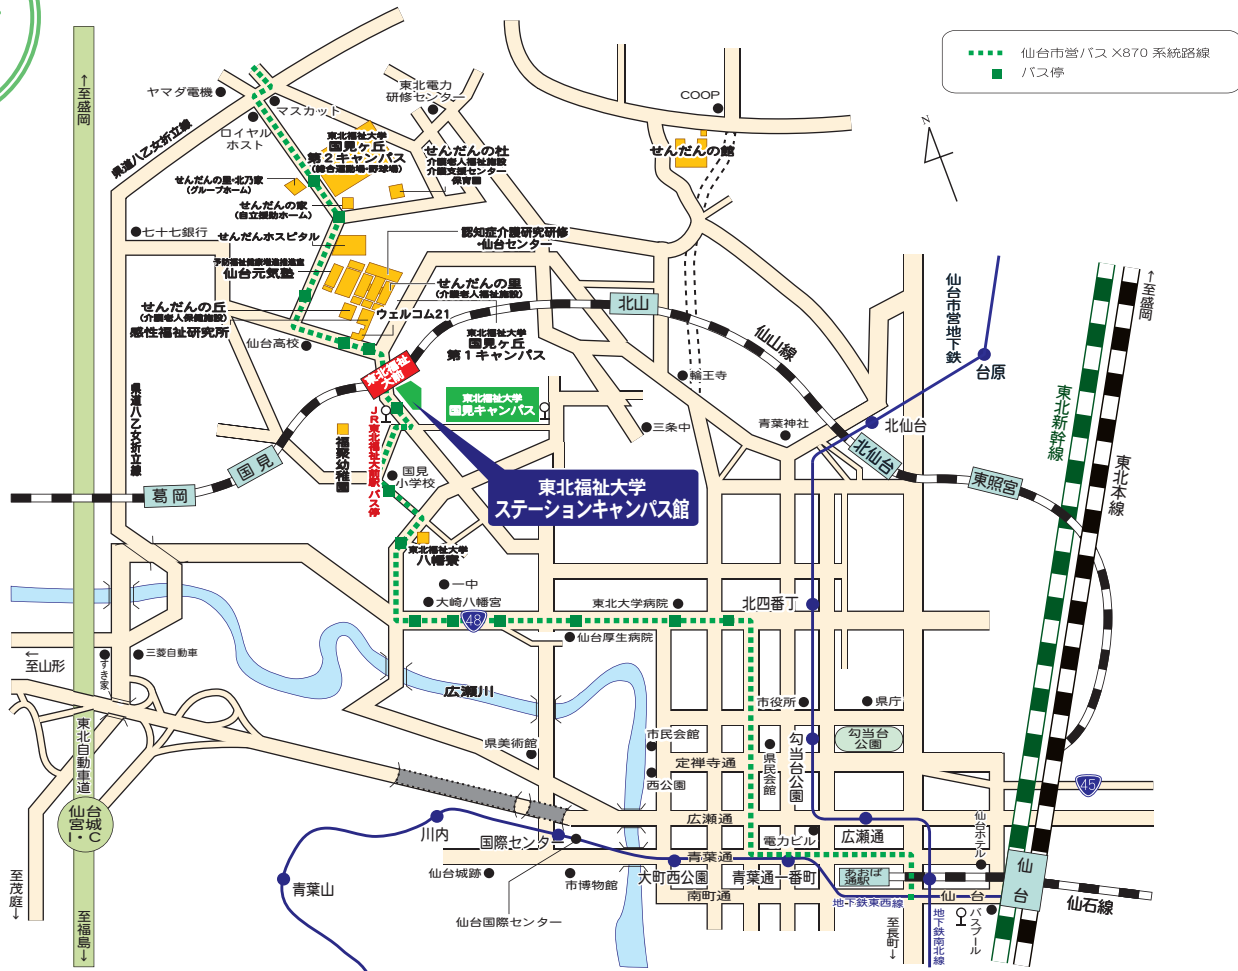 仙台市営バス X870 系統路線
バス停
N
↑至盛岡
ヤマダ電機
マスカット
ロイヤル
ホスト
県道八乙女折立線
東北電力
研修センター
COOP
せんだんの館
東北福祉大学
国見ヶ丘
第2キャンパス
(総合運動場・野球場)
せんだんの杜
介護老人福祉施設
介護支援センター
保育園
せんだんの里・北乃家
(グループホーム)
せんだんの家
(自立援助ホーム)
七十七銀行
せんだんホスピタル
認知症介護研究研修
・仙台センター
予防福祉健康増進推進室
仙台元気塾
せんだんの里
(介護老人福祉施設)
せんだんの丘
(介護老人保健施設)
感性福祉研究所
ウェルコム21
東北福祉大学
国見ヶ丘
第1キャンパス
仙台高校
北山
仙山線
仙台市営地下鉄
台原
↑至盛岡
東北新幹線
東北本線
東北福祉
大前
東北福祉大学
国見キャンパス
輪王寺
県道八乙女折立線
JR東北福祉大前駅バス停
福聚幼稚園
三条中
青葉神社
北仙台
北仙台
東照宮
国見
葛岡
国見
小学校
東北福祉大学
ステーションキャンパス館
東北福祉大学
八幡寮
一中
大崎八幡宮
48
東北大学病院
北四番丁
仙台厚生病院
←
至山形
すき家
三菱自動車
広瀬川
市役所
県庁
東北自動車道
県美術館
市民会館
県民会館
勾当台公園
勾当台
公園
定禅寺通
西公園
45
仙台
宮城
I・C
川内
国際センター
広瀬通
電力ビル
広瀬通
仙台ホテル
青葉通
仙台城跡
市博物館
大町西公園
青葉通一番町
あおば
通駅
仙台
青葉山
南町通
地下鉄東西線
仙台
仙石線
仙台国際センター
至茂庭↓
至福島↓
至長町↓
地下鉄南北線
バスプール